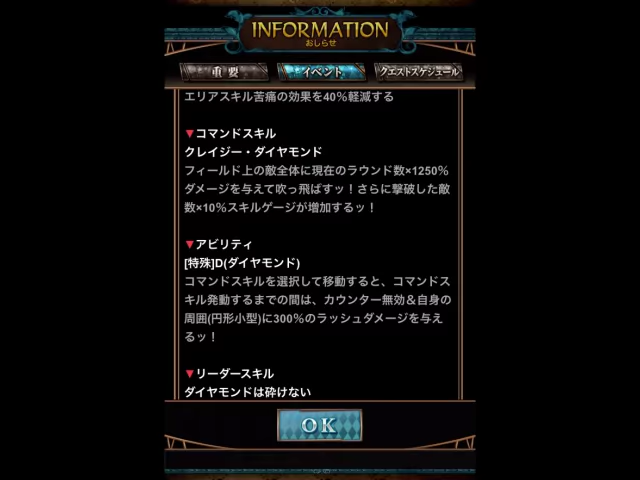 INFORMATION
おしらせ
重要 イベント クエストスケジュール
エリアスキル苦痛の効果を40％軽減する
▼コマンドスキル
クレイジー・ダイヤモンド
フィールド上の敵全体に現在のラウンド数×1250％
ダメージを与えて吹っ飛ばすッ！さらに撃破した敵
数×10％スキルゲージが増加するッ！
▼アビリティ
[特殊]D(ダイヤモンド)
コマンドスキルを選択して移動すると、コマンドス
キル発動するまでの間は、カウンター無効＆自身の
周囲(円形小型)に300％のラッシュダメージを与え
るッ！
▼リーダースキル
ダイヤモンドは砕けない
OK